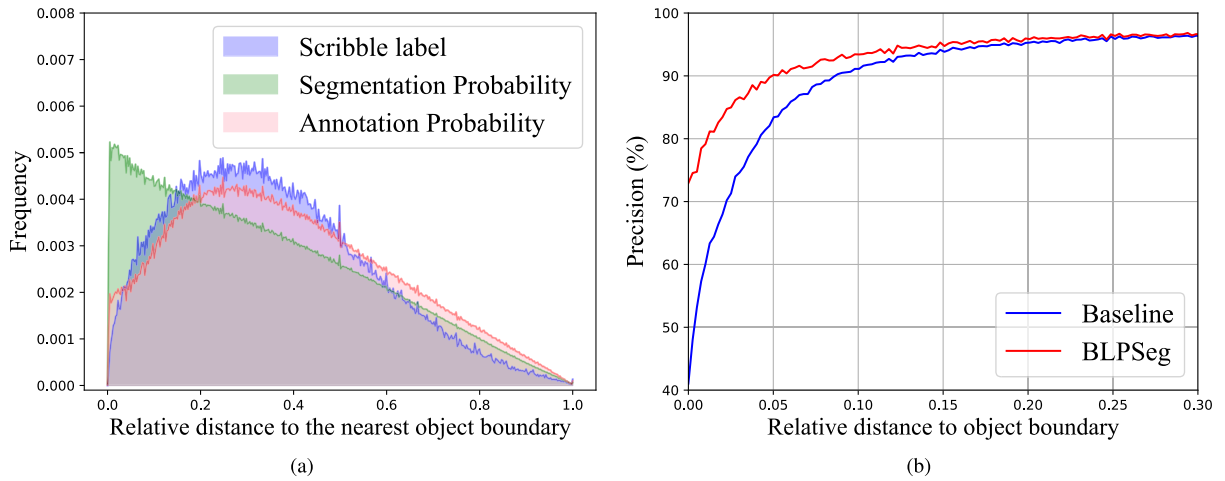 0.008
0.007
0.006
0.005
0.004
0.003
0.002
0.001
0.000
Frequency
Scribble label
Segmentation Probability
Annotation Probability
0.0 0.2 0.4 0.6 0.8 1.0
Relative distance to the nearest object boundary
(a)
100
90
80
70
60
50
40
Precision (%)
Baseline
BLPSeg
0.00 0.05 0.10 0.15 0.20 0.25 0.30
Relative distance to object boundary
(b)